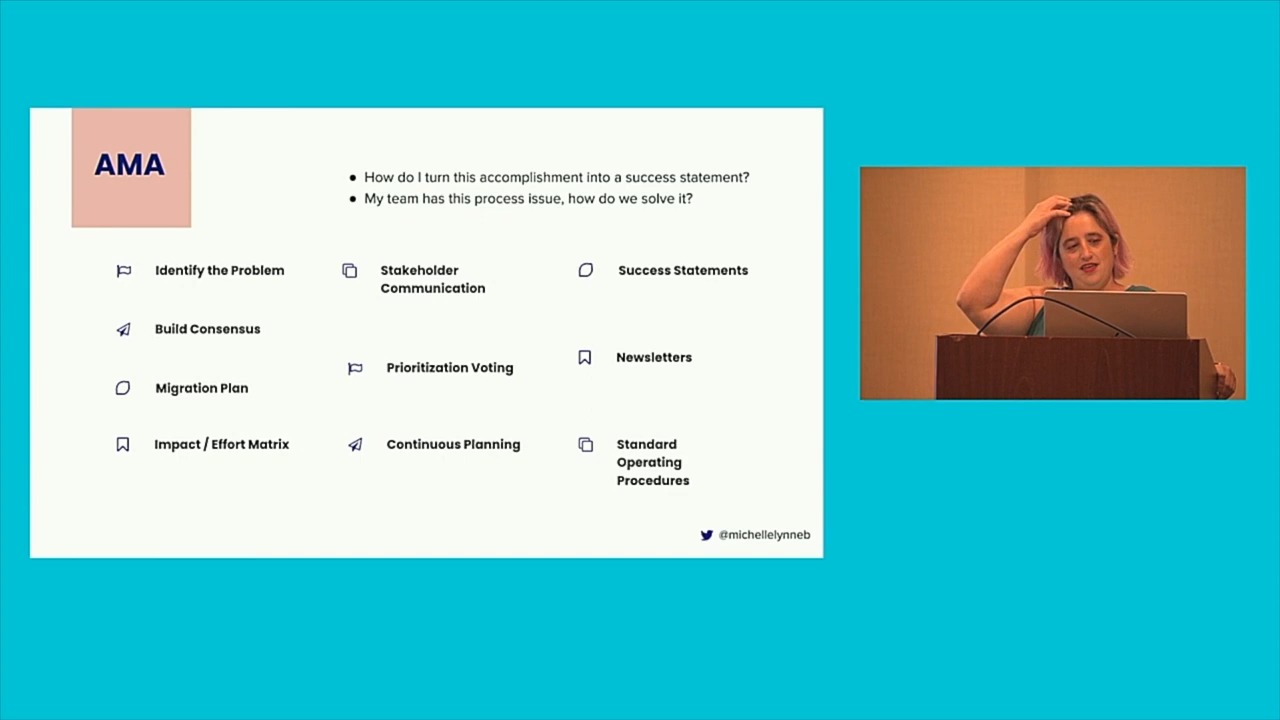 AMA
How do I turn this accomplishment into a success statement?
My team has this process issue, how do we solve it?
Identify the Problem
Build Consensus
Migration Plan
Impact / Effort Matrix
Stakeholder
Communication
Prioritization Voting
Continuous Planning
Success Statements
Newsletters
Standard
Operating
Procedures
@michellelynneb